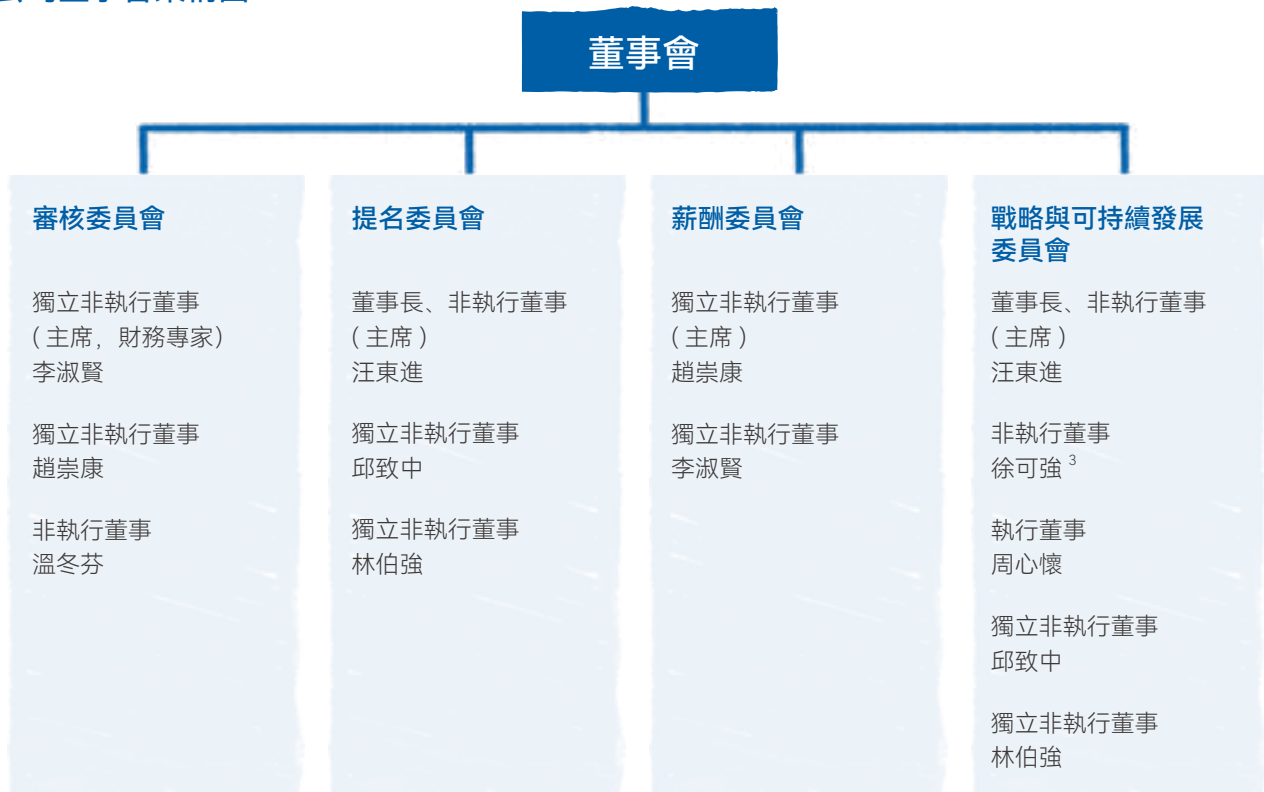 董事會
審核委員會
獨立非執行董事
(主席，財務專家)
李淑賢
獨立非執行董事
趙崇康
非執行董事
溫冬芬
提名委員會
董事長、非執行董事
(主席)
汪東進
獨立非執行董事
邱致中
獨立非執行董事
林伯強
薪酬委員會
獨立非執行董事
(主席)
趙崇康
獨立非執行董事
李淑賢
戰略與可持續發展
委員會
董事長、非執行董事
(主席)
汪東進
非執行董事
徐可強 3
執行董事
周心懷
獨立非執行董事
邱致中
獨立非執行董事
林伯強